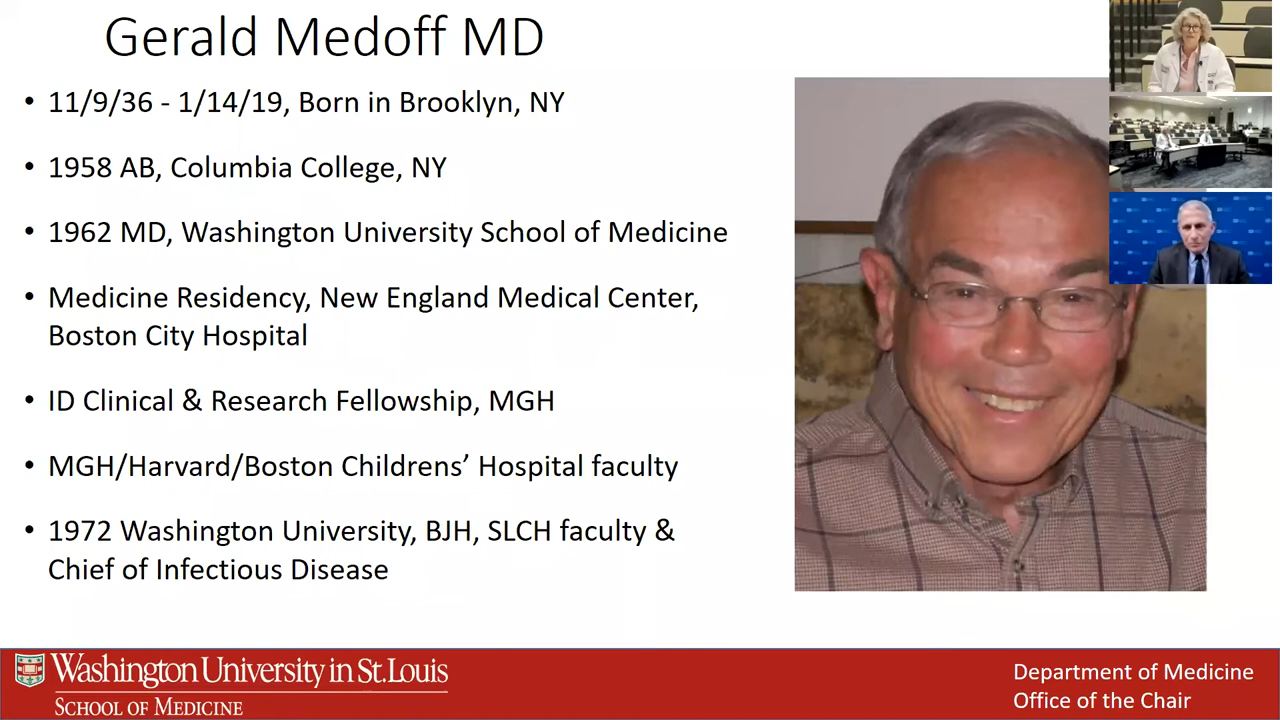 Gerald Medoff MD
• 11/9/36 - 1/14/19, Born in Brooklyn, NY
• 1958 AB, Columbia College, NY
• 1962 MD, Washington University School of Medicine
• Medicine Residency, New England Medical Center,
Boston City Hospital
• ID Clinical & Research Fellowship, MGH
• MGH/Harvard/Boston Childrens’ Hospital faculty
• 1972 Washington University, BJH, SLCH faculty &
Chief of Infectious Disease
Washington University in St.Louis
SCHOOL OF MEDICINE
Department of Medicine
Office of the Chair